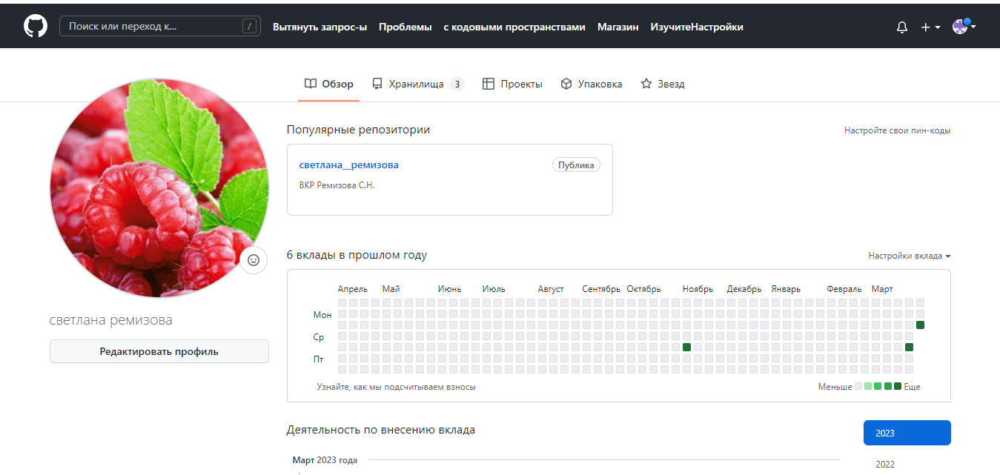 Поиск или переход к... / Вытянуть запрос-ы Проблемы с кодовыми пространствами Магазин ИзучитеНастройки
Обзор Хранилища 3 Проекты Упаковка Звезд
Популярные репозитории Настройте свои пин-коды
светлана__ремизова Публика
ВКР Ремизова С.Н.
6 вклады в прошлом году Настройки вклада
Апрель Май Июнь Июль Август Сентябрь Октябрь Ноябрь Декабрь Январь Февраль Март
Мон
светлана ремизова
Ср
Редактировать профиль
Пт
Узнайте, как мы подсчитываем взносы Меньше Еще
Деятельность по внесению вклада 2023
Март 2023 года
2022